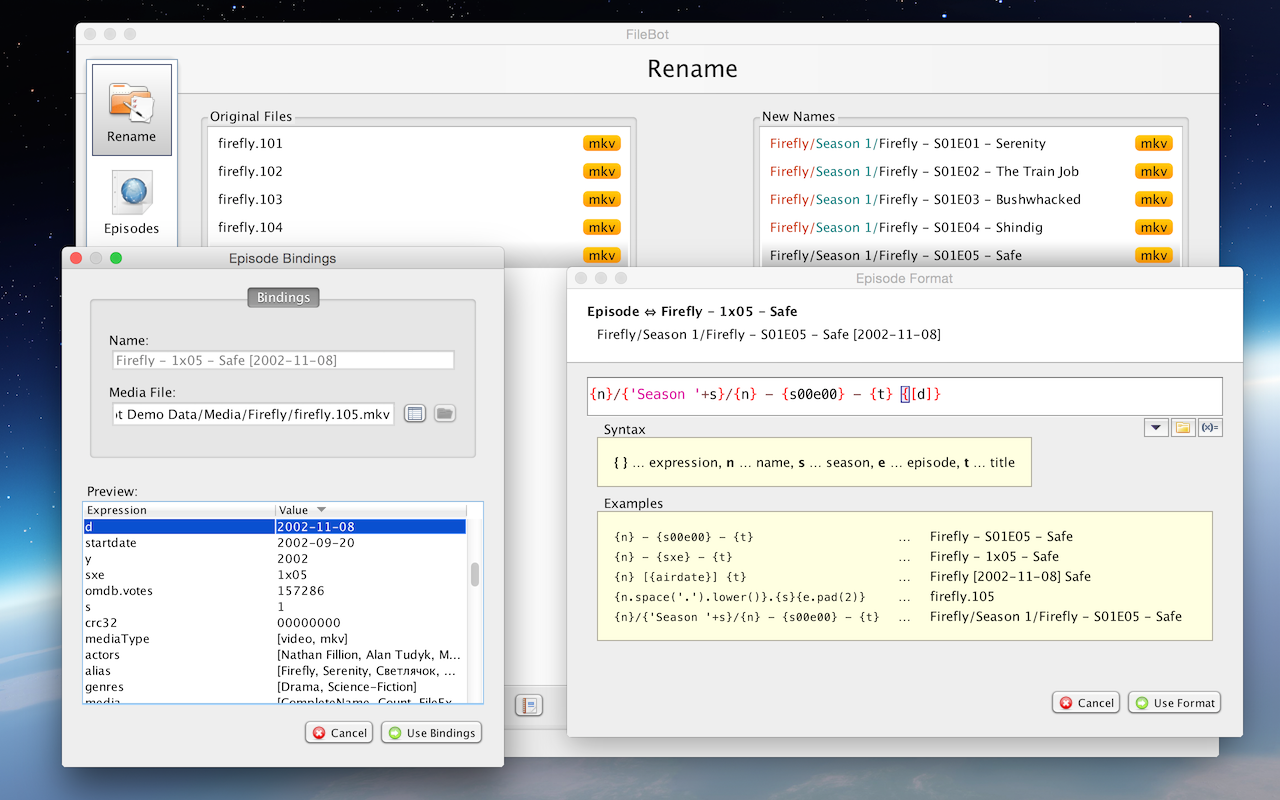 FileBot
Rename
Rename
Episodes
Original Files
firefly.101 mkv
firefly.102 mkv
firefly.103 mkv
firefly.104 mkv
mkv
New Names
Firefly/Season 1/Firefly - S01E01 - Serenity mkv
Firefly/Season 1/Firefly - S01E02 - The Train Job mkv
Firefly/Season 1/Firefly - S01E03 - Bushwhacked mkv
Firefly/Season 1/Firefly - S01E04 - Shindig mkv
Firefly/Season 1/Firefly - S01E05 - Safe mkv
Episode Bindings
Bindings
Name:
Firefly - 1x05 - Safe [2002-11-08]
Media File:
ot Demo Data/Media/Firefly/firefly.105.mkv
Preview:
Expression Value
d 2002-11-08
startdate 2002-09-20
y 2002
sxe 1x05
omdb.votes 157286
s 1
crc32 00000000
mediaType [video, mkv]
actors [Nathan Fillion, Alan Tudyk, M...
alias [Firefly, Serenity, Светлячок, ...
genres [Drama, Science-Fiction]
media [CompleteName, Count, FileEx...
Cancel Use Bindings
Episode Format
Episode ⇔ Firefly - 1x05 - Safe
Firefly/Season 1/Firefly - S01E05 - Safe [2002-11-08]
{n}/{'Season '+s}/{n} - {s00e00} - {t} {[d]}
(x)=
Syntax
{ } ... expression, n ... name, s ... season, e ... episode, t ... title
Examples
{n} - {s00e00} - {t} ... Firefly - S01E05 - Safe
{n} - {sxe} - {t} ... Firefly - 1x05 - Safe
{n} [{airdate}] {t} ... Firefly [2002-11-08] Safe
{n.space('.').lower()}.{s}{e.pad(2)} ... firefly.105
{n}/{'Season '+s}/{n} - {s00e00} - {t} ... Firefly/Season 1/Firefly - S01E05 - Safe
Cancel Use Format